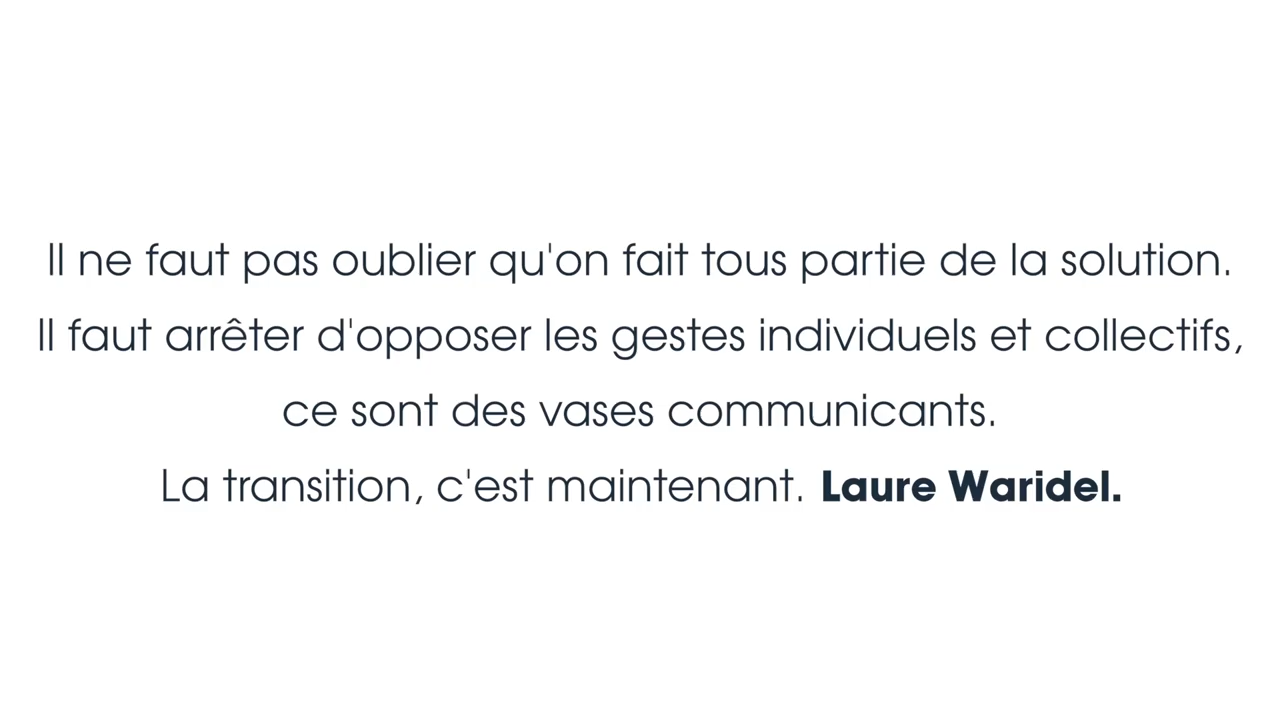 Il ne faut pas oublier qu'on fait tous partie de la solution.
Il faut arrêter d'opposer les gestes individuels et collectifs,
ce sont des vases communicants.
La transition, c'est maintenant. Laure Waridel.